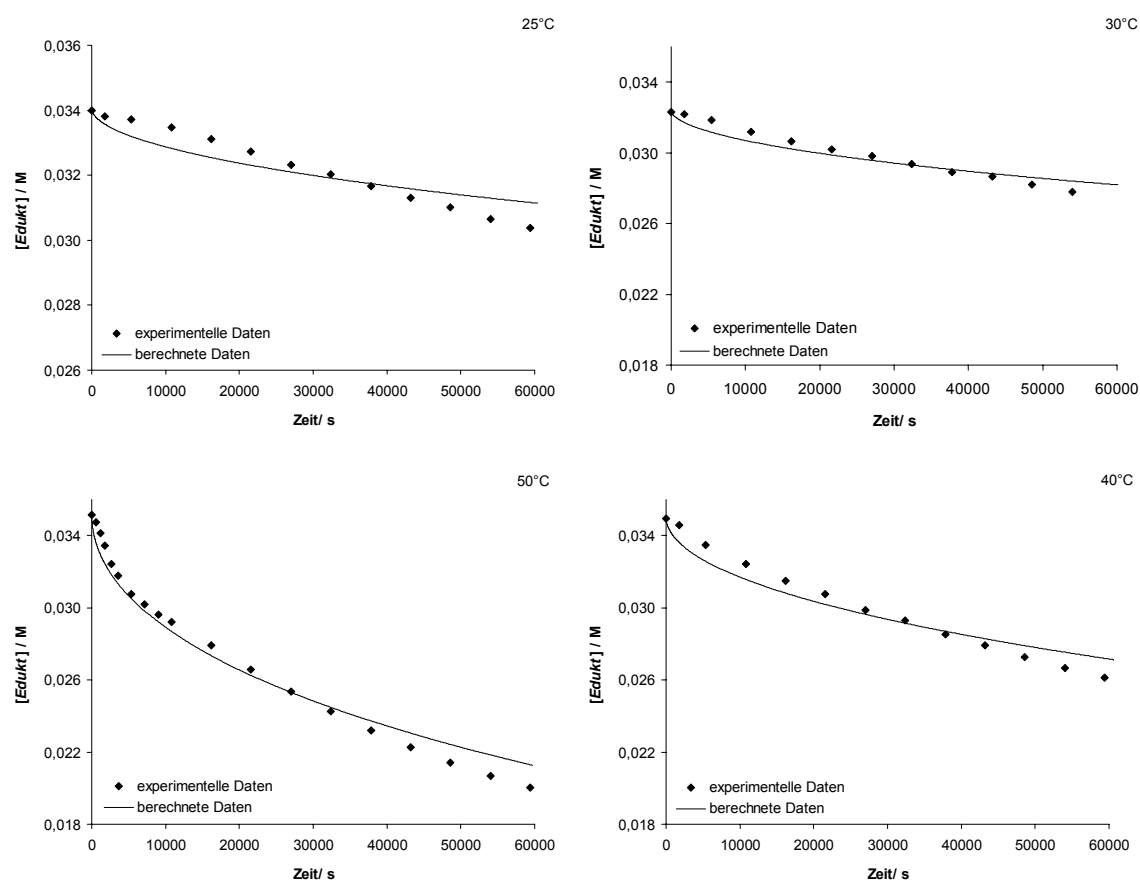 25°C
0,036
0,034
0,032
0,030
0,028
0,026
[Edukt] / M
experimentelle Daten
berechnete Daten
0 10000 20000 30000 40000 50000 60000
Zeit/ s
30°C
0,034
0,030
0,026
0,022
0,018
[Edukt] / M
experimentelle Daten
berechnete Daten
0 10000 20000 30000 40000 50000 60000
Zeit/ s
50°C
0,034
0,030
0,026
0,022
0,018
[Edukt] / M
experimentelle Daten
berechnete Daten
0 10000 20000 30000 40000 50000 60000
Zeit/ s
40°C
0,034
0,030
0,026
0,022
0,018
[Edukt] / M
experimentelle Daten
berechnete Daten
0 10000 20000 30000 40000 50000 60000
Zeit/ s